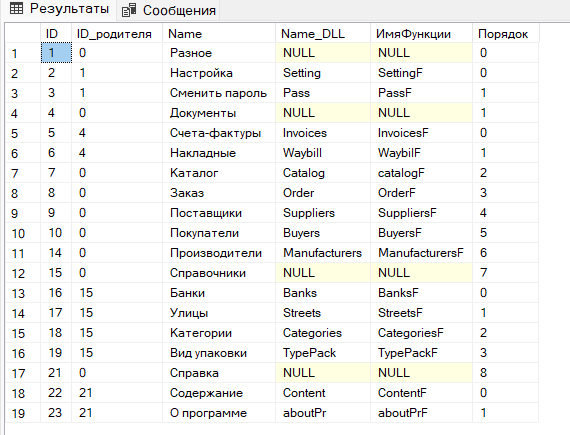 Результаты Сообщения
ID ID_родителя Name Name_DLL ИмяФункции Порядок
1 1 0 Разное NULL NULL 0
2 2 1 Настройка Setting SettingF 0
3 3 1 Сменить пароль Pass PassF 1
4 4 0 Документы NULL NULL 1
5 5 4 Счета-фактуры Invoices InvoicesF 0
6 6 4 Накладные Waybill WaybilF 1
7 7 0 Каталог Catalog catalogF 2
8 8 0 Заказ Order OrderF 3
9 9 0 Поставщики Suppliers SuppliersF 4
10 10 0 Покупатели Buyers BuyersF 5
11 14 0 Производители Manufacturers ManufacturersF 6
12 15 0 Справочники NULL NULL 7
13 16 15 Банки Banks BanksF 0
14 17 15 Улицы Streets StreetsF 1
15 18 15 Категории Categories CategoriesF 2
16 19 15 Вид упаковки TypePack TypePackF 3
17 21 0 Справка NULL NULL 8
18 22 21 Содержание Content ContentF 0
19 23 21 О программе aboutPr aboutPrF 1